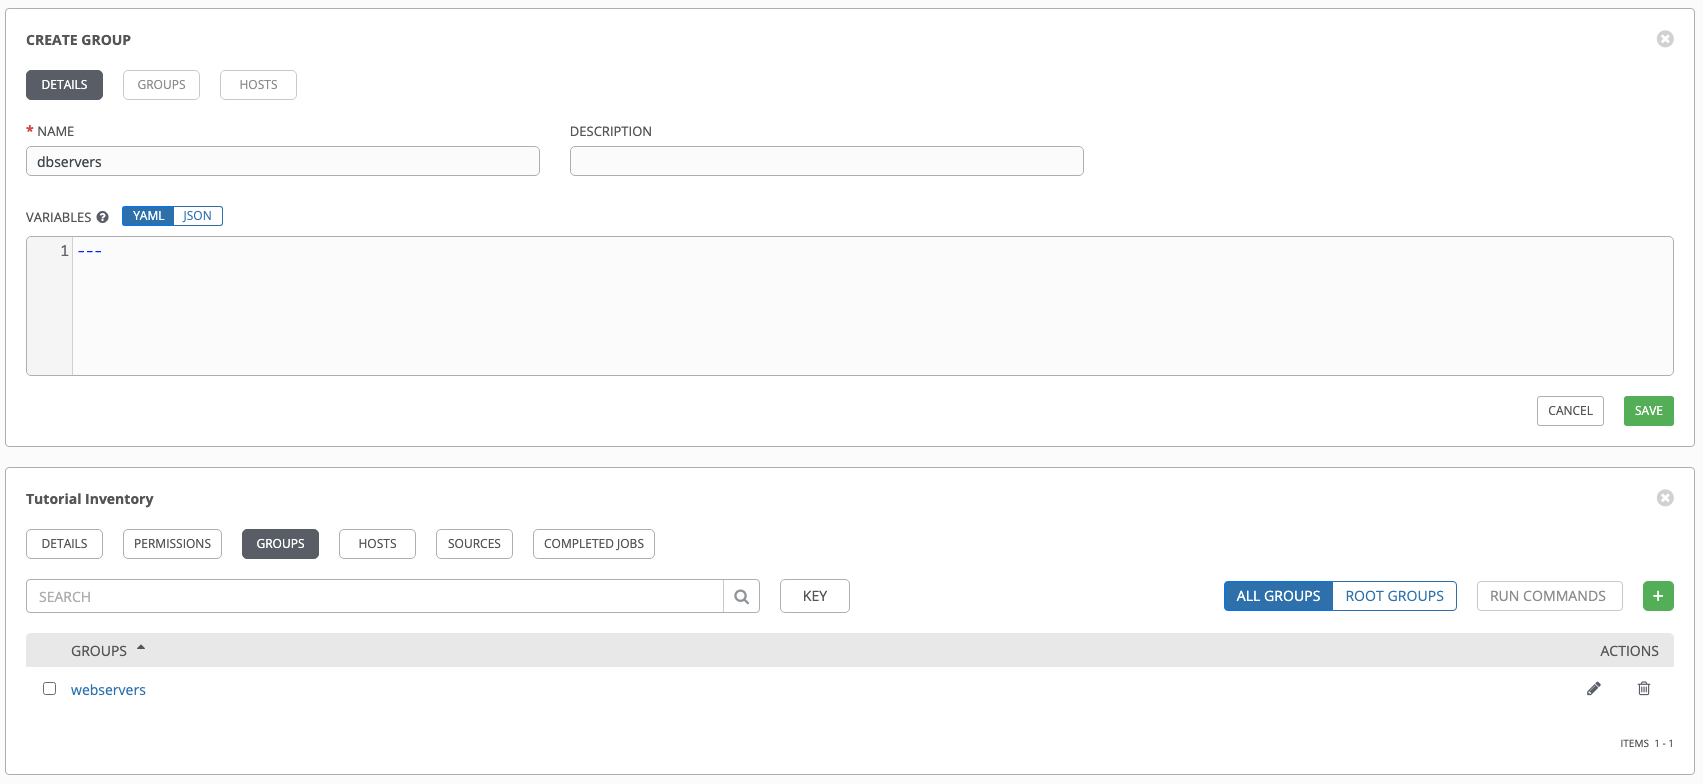 CREATE GROUP
DETAILS GROUPS HOSTS
* NAME DESCRIPTION
dbservers
VARIABLES ? YAML JSON
1 ---
CANCEL SAVE
Tutorial Inventory
DETAILS PERMISSIONS GROUPS HOSTS SOURCES COMPLETED JOBS
SEARCH KEY ALL GROUPS ROOT GROUPS RUN COMMANDS +
GROUPS ACTIONS
webservers
ITEMS 1 - 1